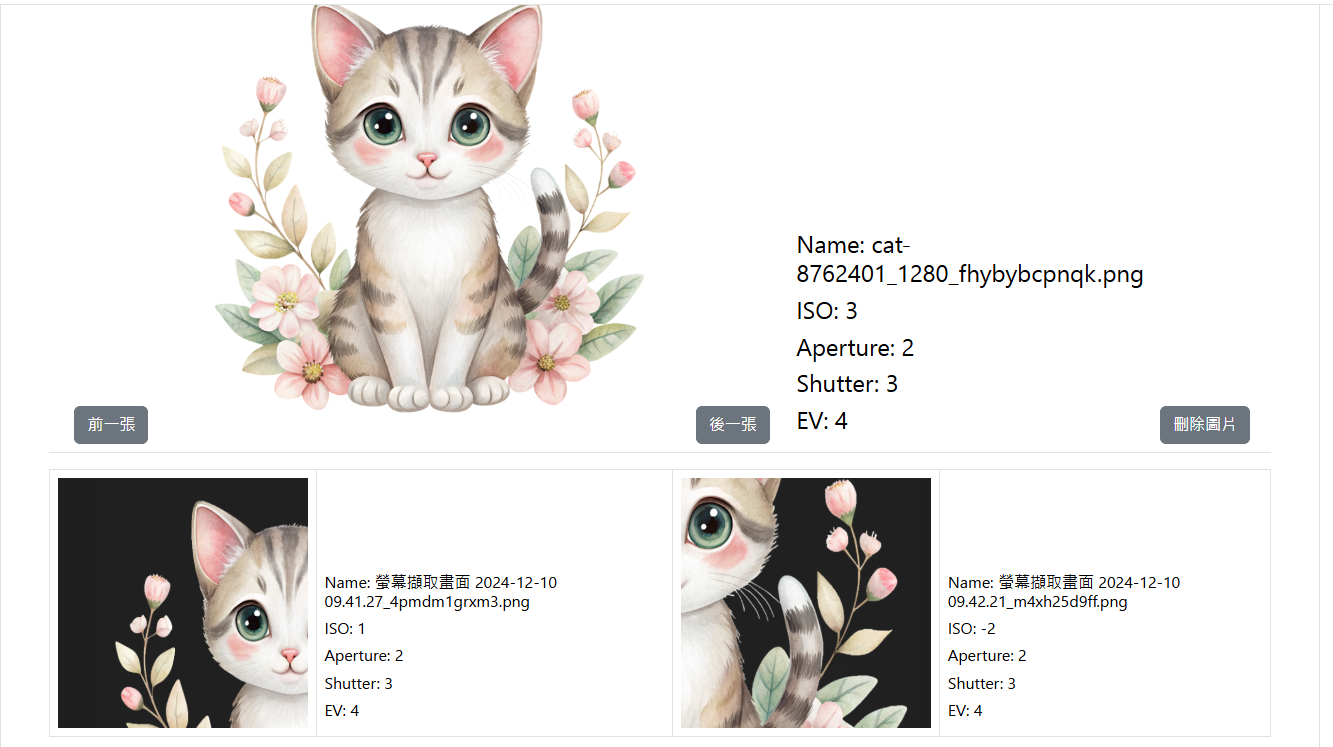 Name: cat-
8762401_1280_fhybybcpnqk.png
ISO: 3
Aperture: 2
Shutter: 3
EV: 4
前一張
後一張
刪除圖片
Name: 螢幕擷取畫面 2024-12-10
09.41.27_4pmdm1grxm3.png
ISO: 1
Aperture: 2
Shutter: 3
EV: 4
Name: 螢幕擷取畫面 2024-12-10
09.42.21_m4xh25d9ff.png
ISO: -2
Aperture: 2
Shutter: 3
EV: 4